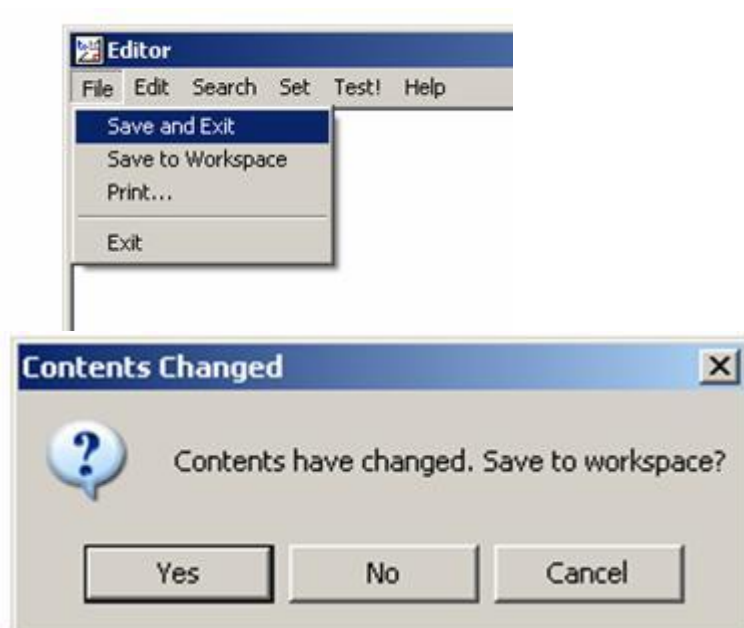 Editor
File Edit Search Set Test! Help
Save and Exit
Save to Workspace
Print...
Exit
Contents Changed
Contents have changed. Save to workspace?
Yes No Cancel